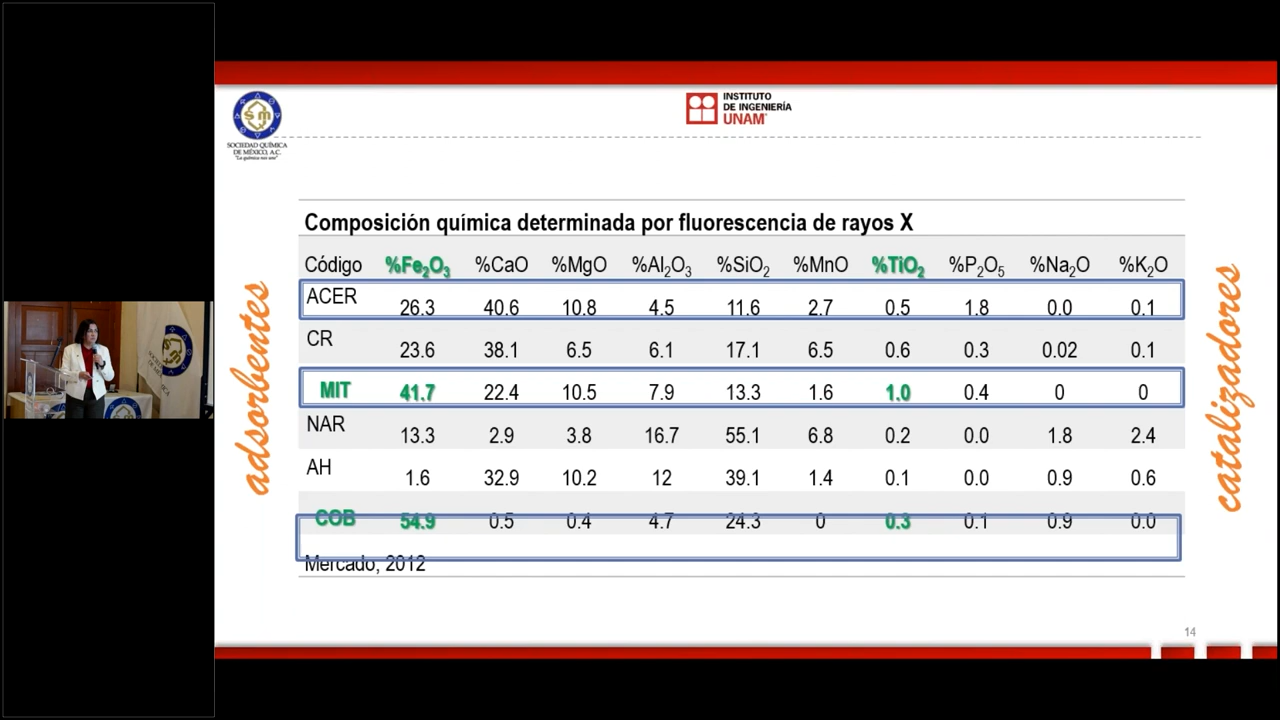 SOCIEDAD QUÍMICA
DE MÉXICO, A.C.
"La química nos une"
INSTITUTO
DE INGENIERÍA
UNAM
adsorbentes
Composición química determinada por fluorescencia de rayos X
Código %Fe₂O₃ %CaO %MgO %Al₂O₃ %SiO₂ %MnO %TiO₂ %P₂O₅ %Na₂O %K₂O
ACER 26.3 40.6 10.8 4.5 11.6 2.7 0.5 1.8 0.0 0.1
CR 23.6 38.1 6.5 6.1 17.1 6.5 0.6 0.3 0.02 0.1
MIT 41.7 22.4 10.5 7.9 13.3 1.6 1.0 0.4 0 0
NAR 13.3 2.9 3.8 16.7 55.1 6.8 0.2 0.0 1.8 2.4
AH 1.6 32.9 10.2 12 39.1 1.4 0.1 0.0 0.9 0.6
COB 54.9 0.5 0.4 4.7 24.3 0 0.3 0.1 0.9 0.0
Mercado, 2012
catalizadores
14